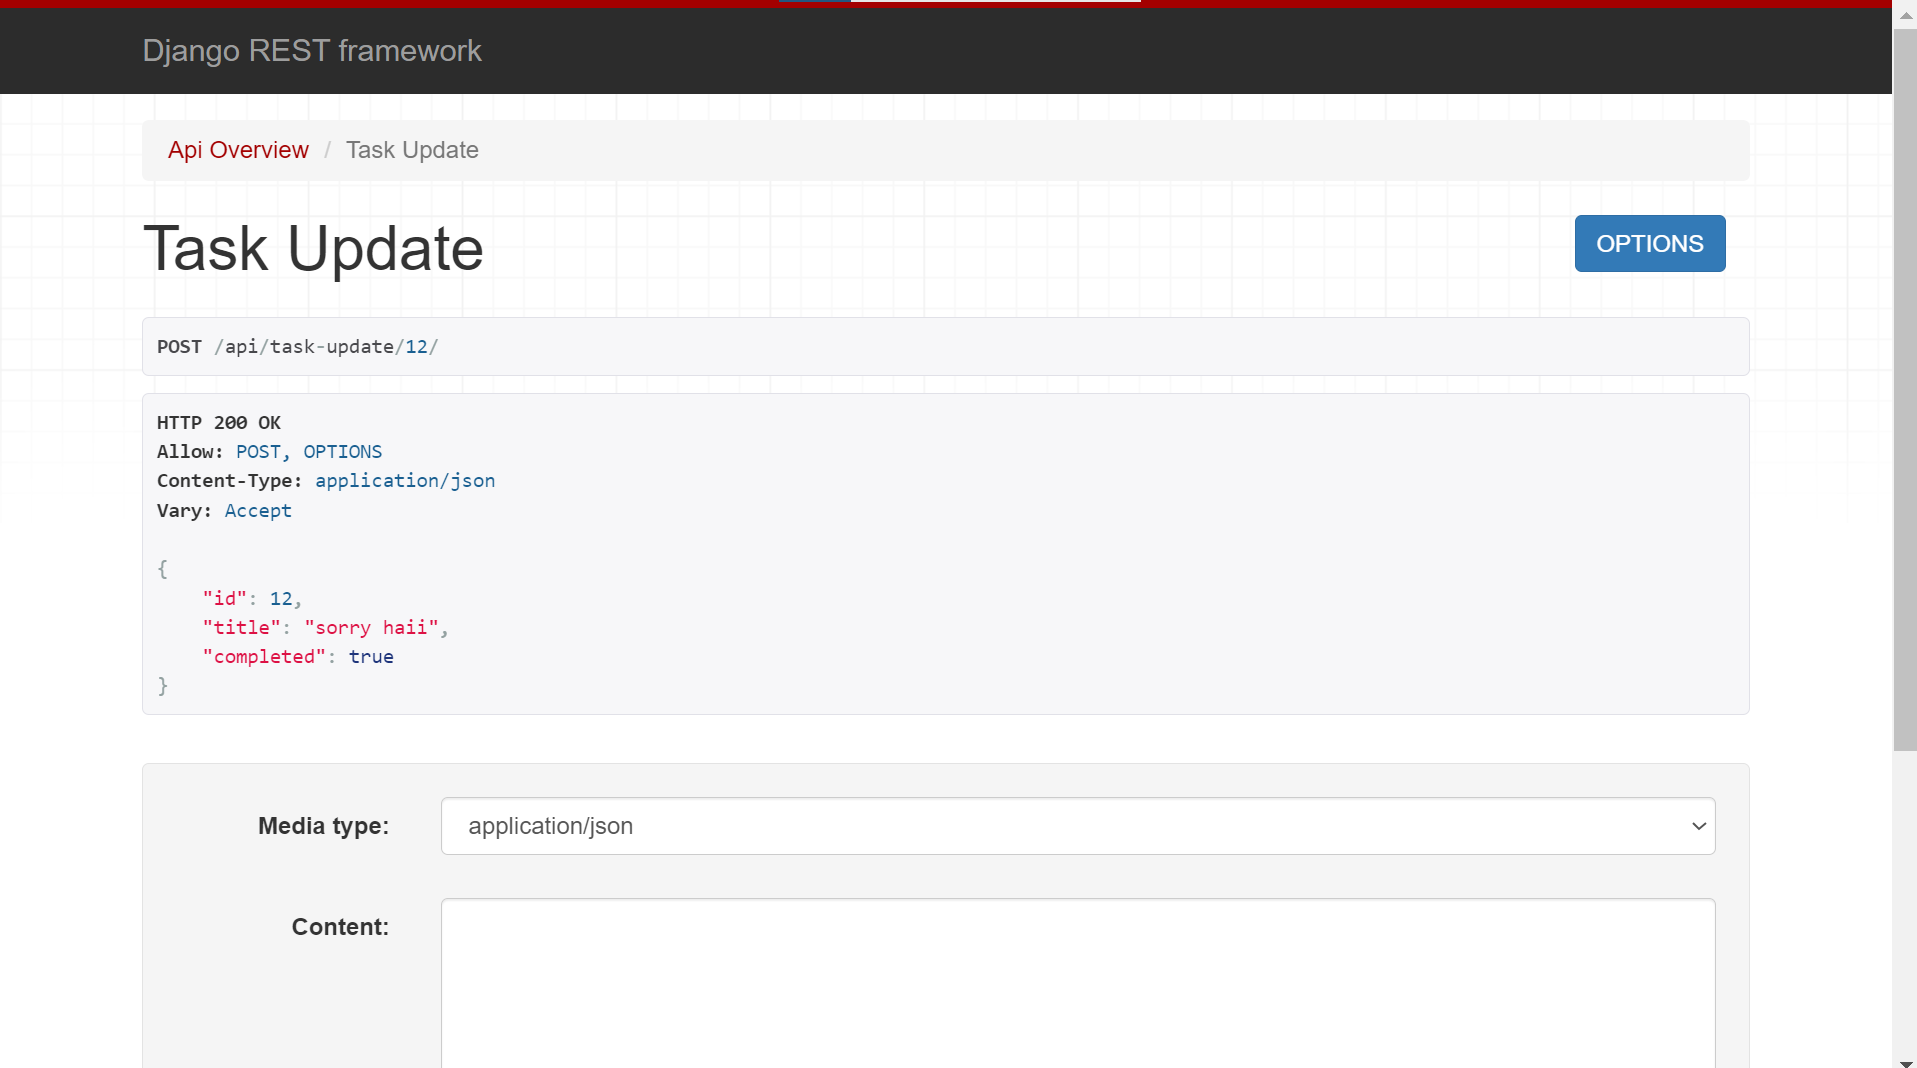 Django REST framework
Api Overview / Task Update
Task Update
OPTIONS
POST /api/task-update/12/
HTTP 200 OK
Allow: POST, OPTIONS
Content-Type: application/json
Vary: Accept
{
    "id": 12,
    "title": "sorry haii",
    "completed": true
}
Media type:
application/json
Content: